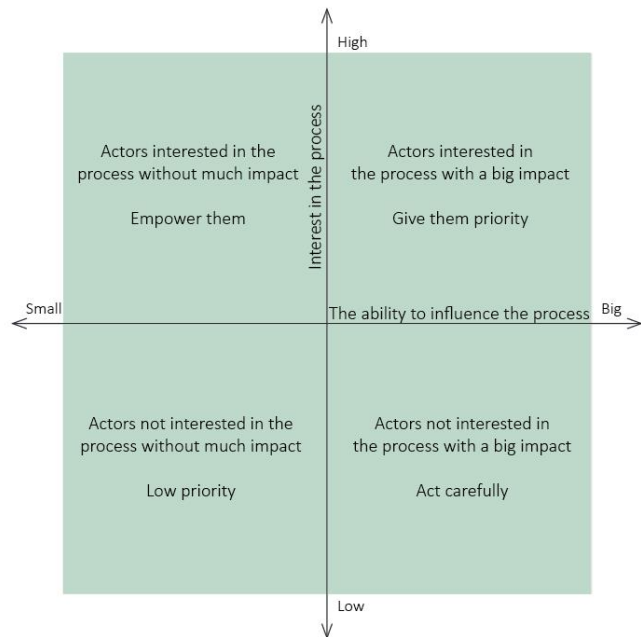 High
Interest in the process
Actors interested in the
process without much impact
Empower them
Actors interested in
the process with a big impact
Give them priority
Small
The ability to influence the process
Big
Actors not interested in the
process without much impact
Low priority
Actors not interested in
the process with a big impact
Act carefully
Low